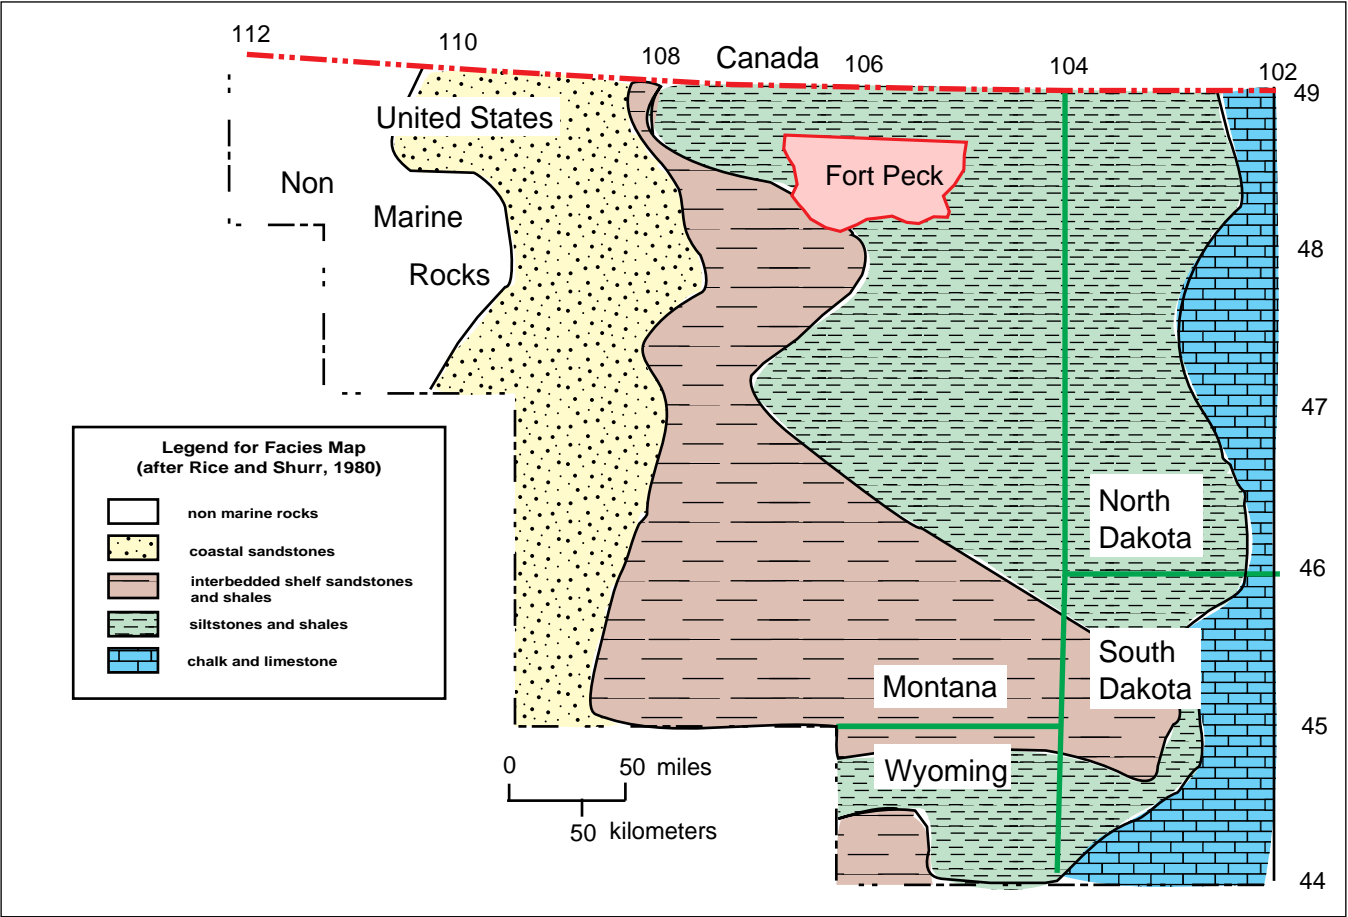 112
110
108
Canada
106
104
102
49
United States
Non
Marine
Rocks
Fort Peck
48
47
Legend for Facies Map
(after Rice and Shurr, 1980)
non marine rocks
coastal sandstones
interbedded shelf sandstones
and shales
siltstones and shales
chalk and limestone
North
Dakota
46
South
Dakota
Montana
45
Wyoming
0
50 miles
50 kilometers
44